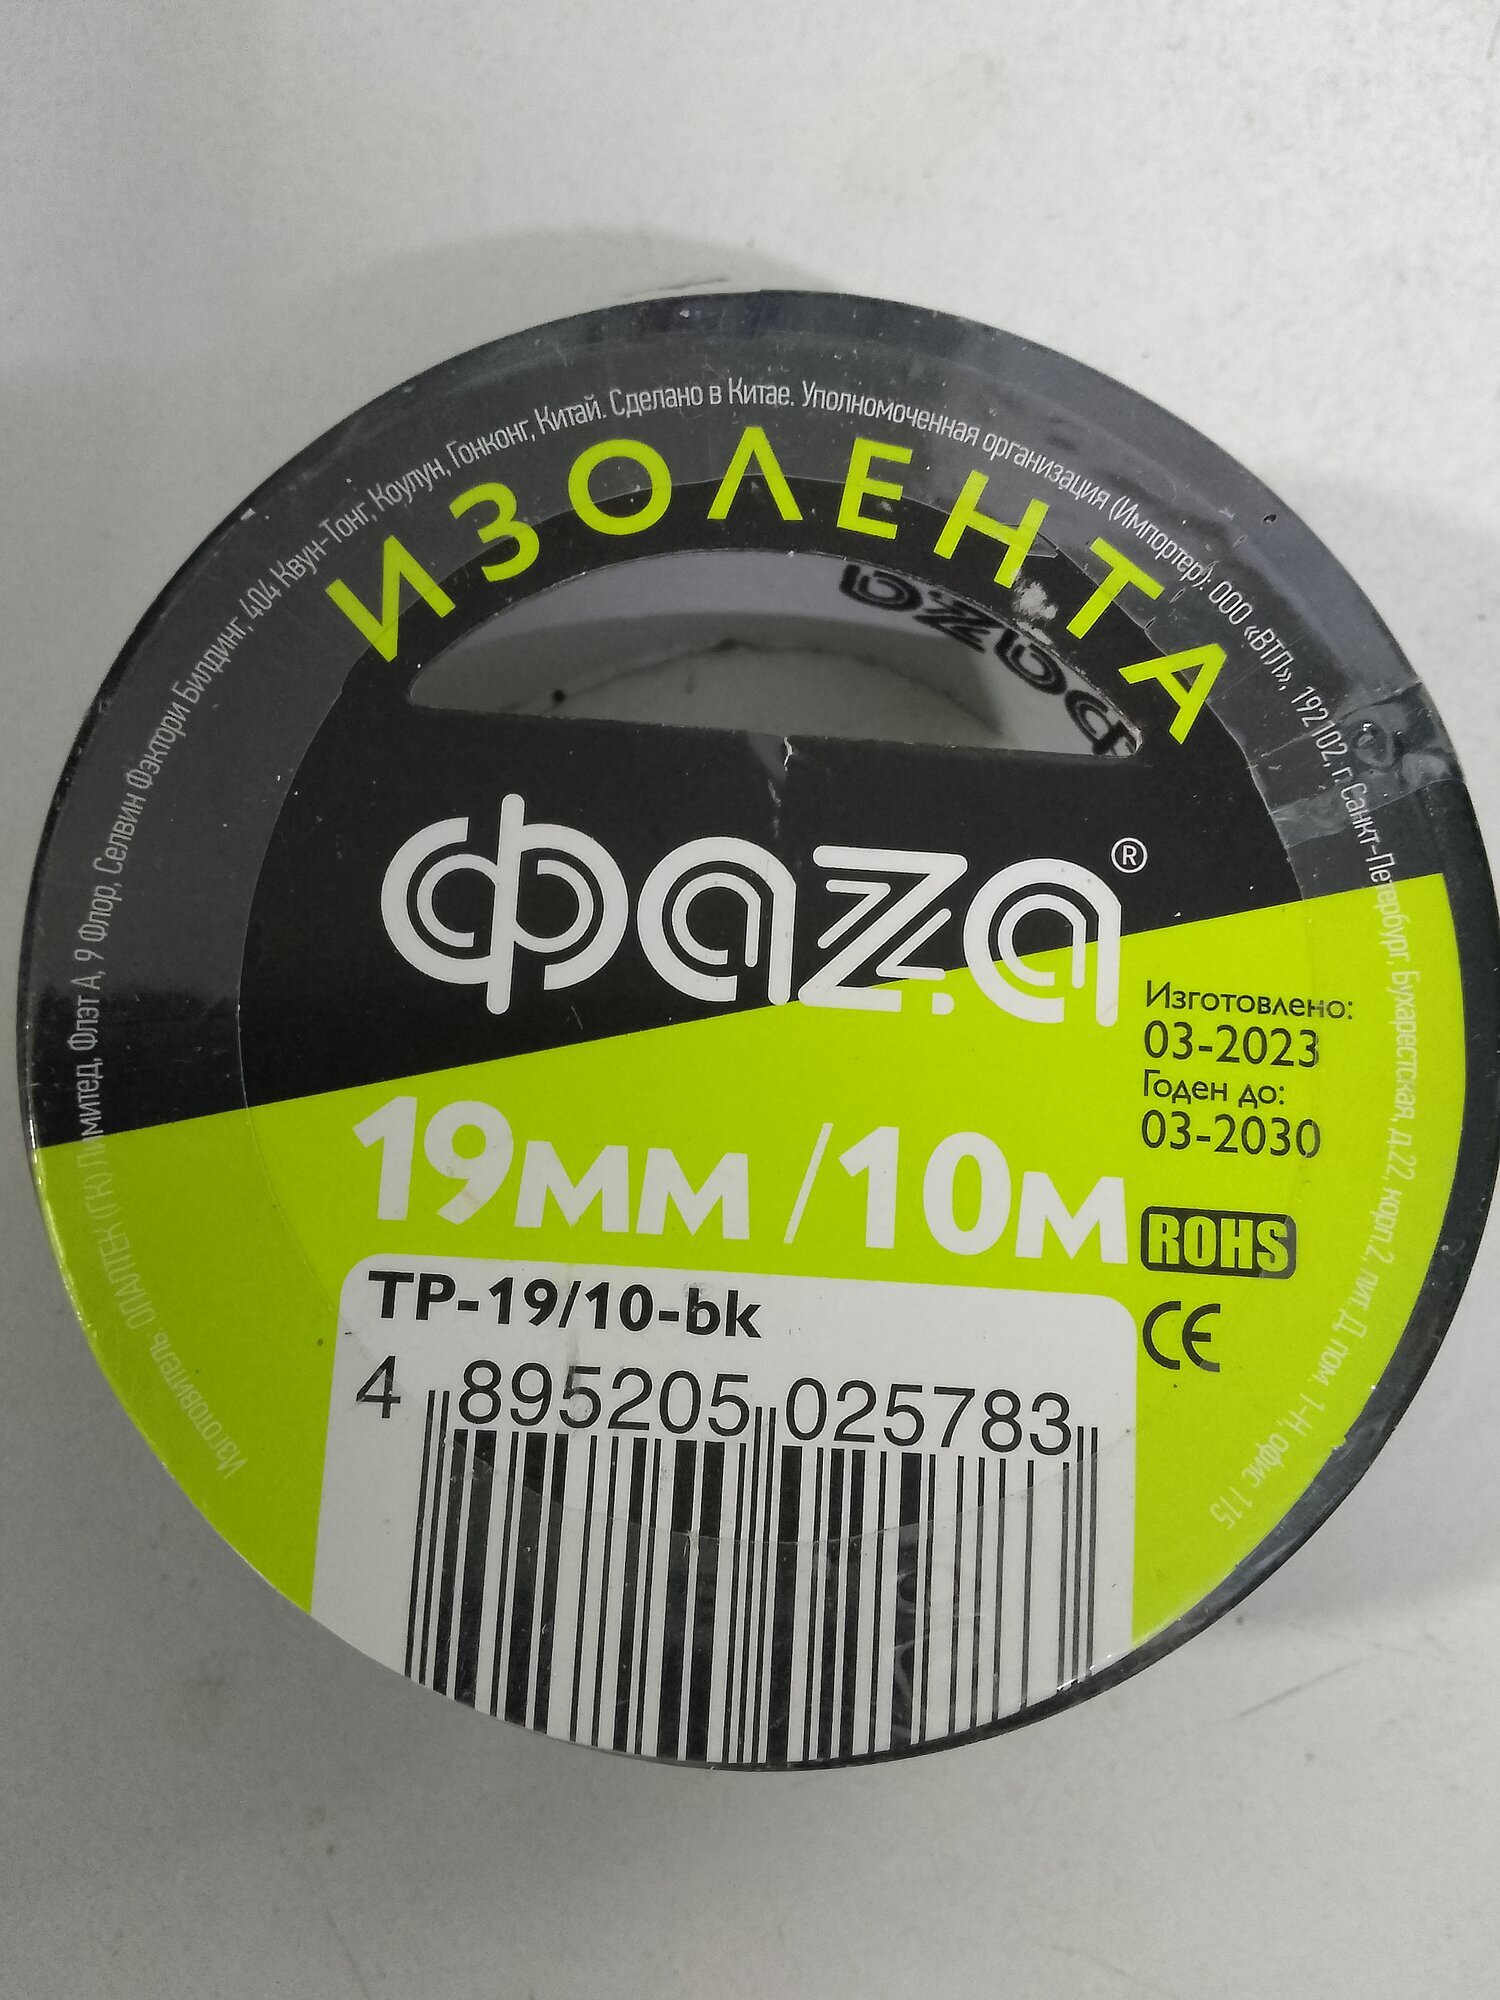 Изготовитель: ОПАЛТЕК (ГК) Лимитед, Флэт А, 9 Флор, Селвин Фэктори Билдинг, 404 Квун-Тонг, Коулун, Гонконг, Китай. Сделано в Китае. Уполномоченная организация (Импортер): ООО «ВТЛ», 192102, г. Санкт-Петербург, Бухарестская, д.22, корп.2, лит Д, пом. 1-Н, офис 115
ИЗОЛЕНТА
фаzа
фаzа®
Изготовлено:
03-2023
Годен до:
03-2030
19мм /10м
ROHS
CE
TP-19/10-bk
4 895205 025783